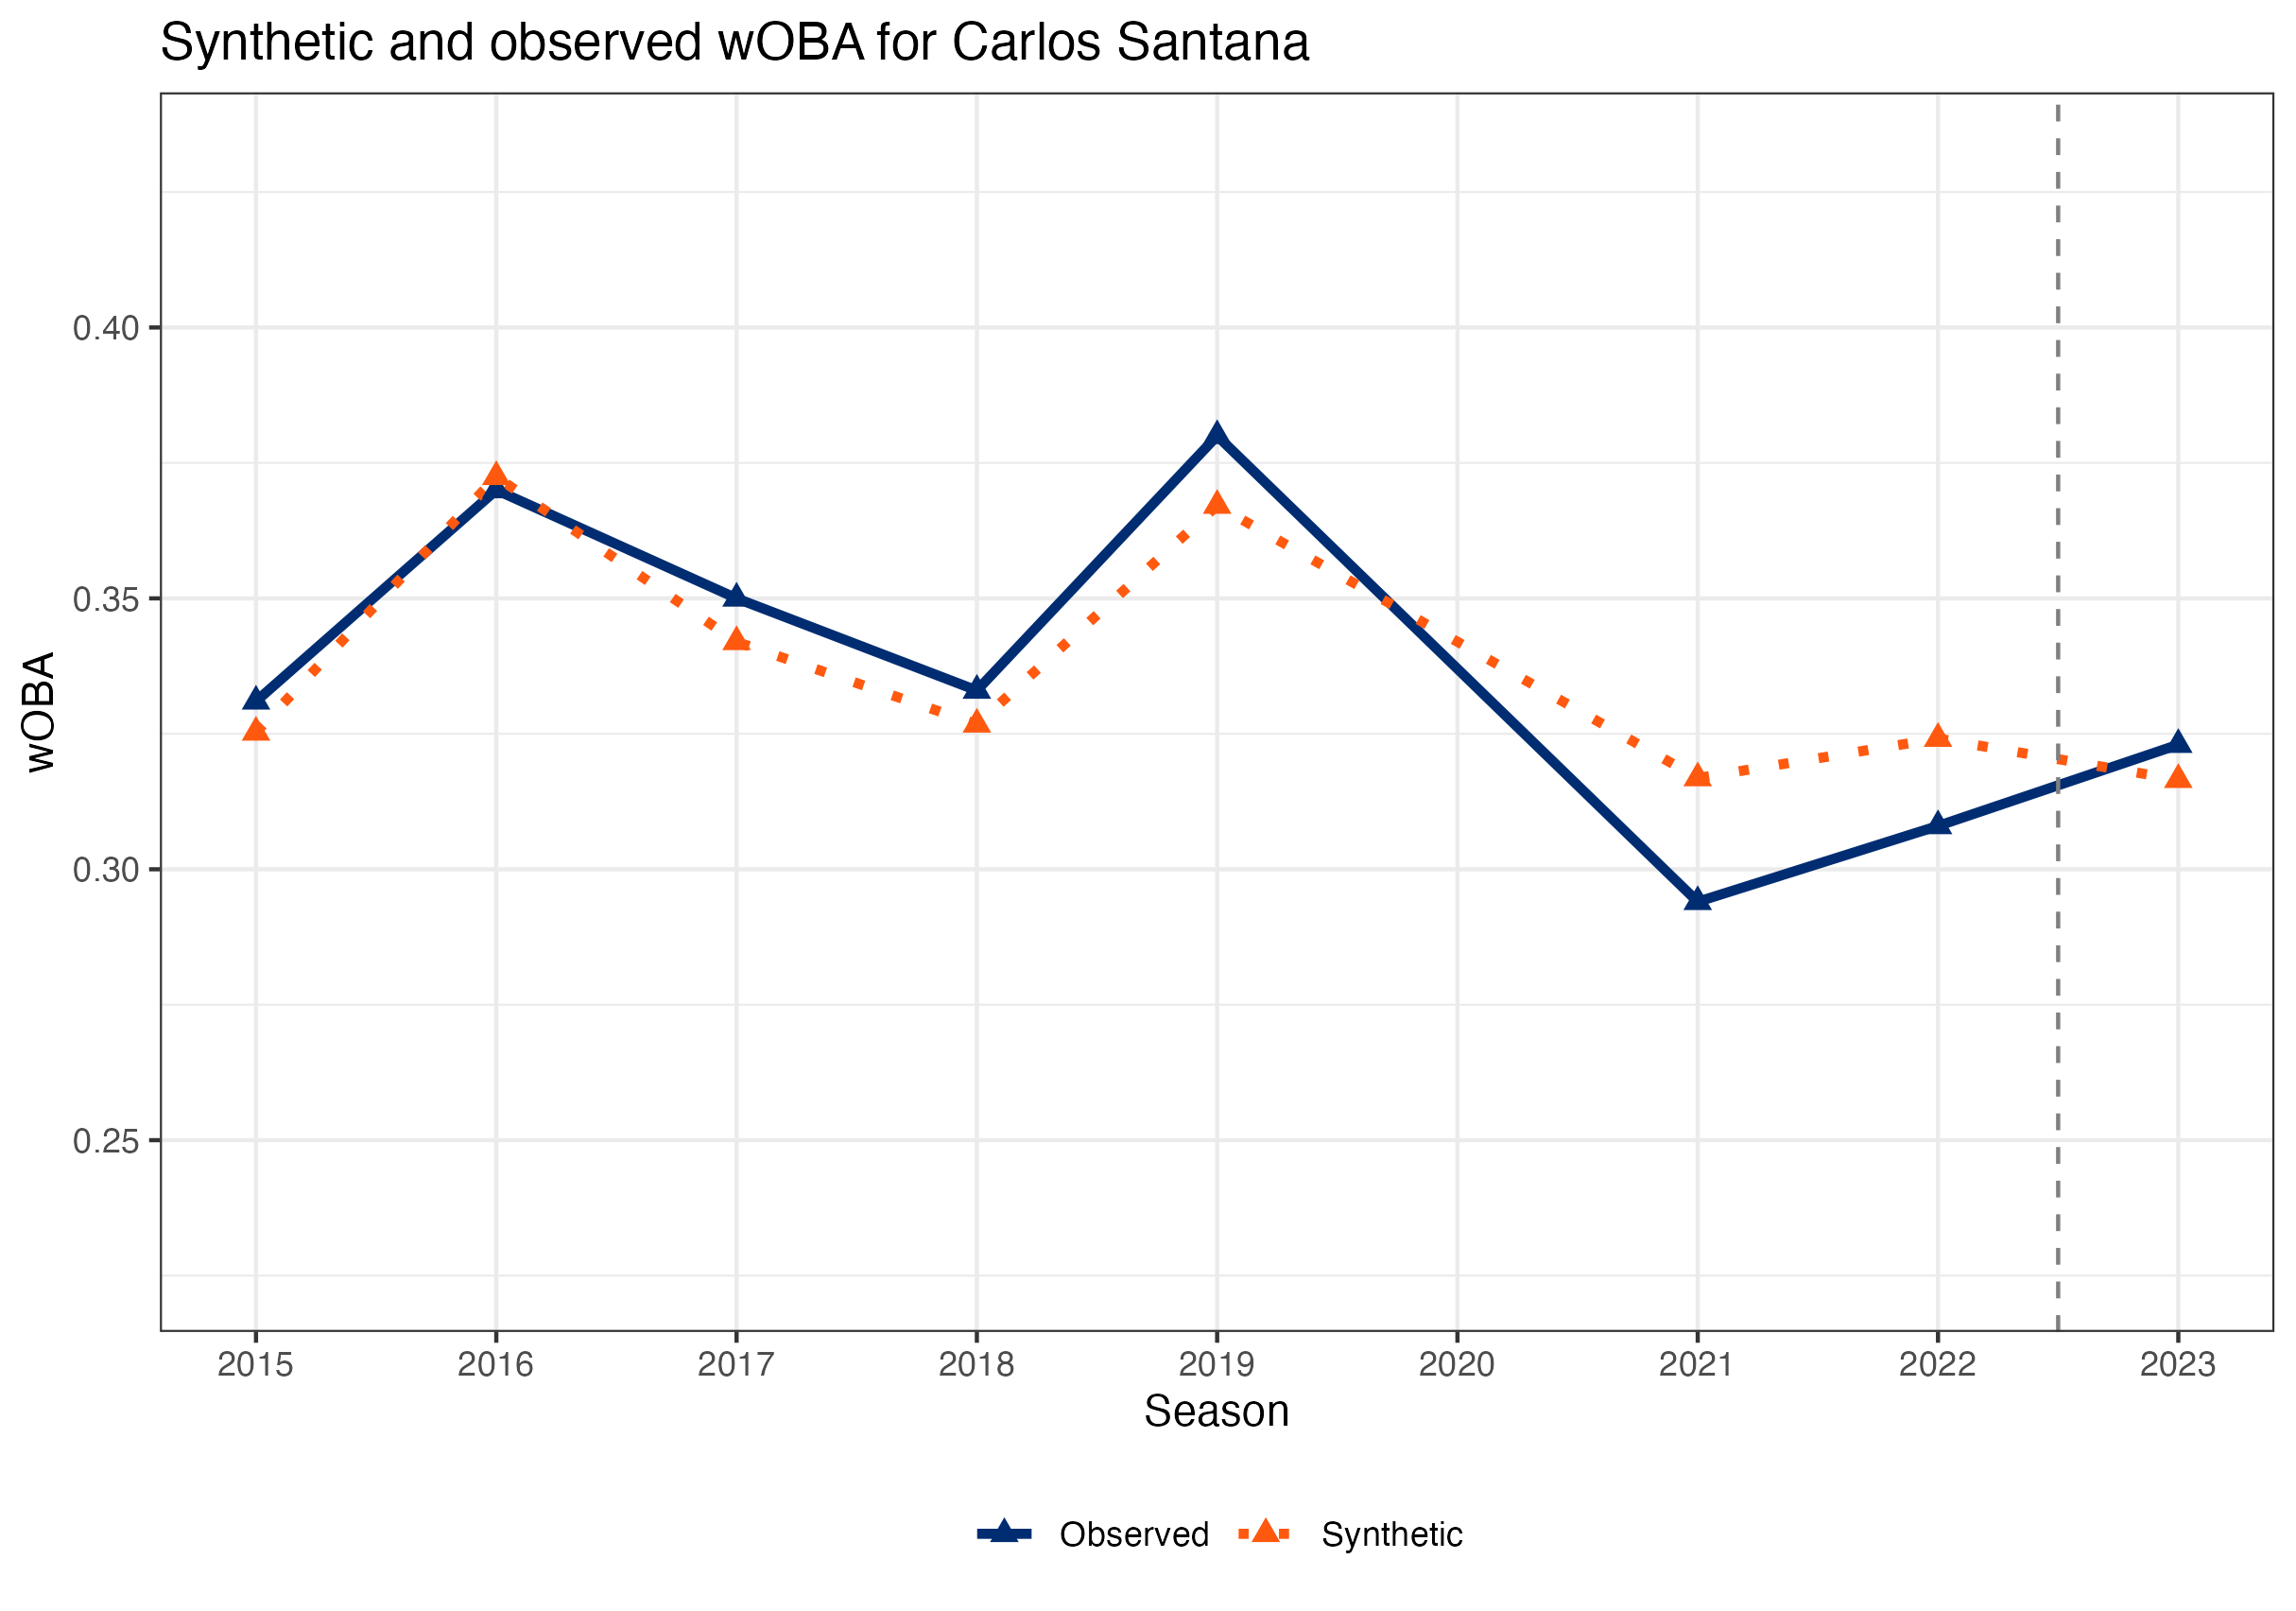 Synthetic and observed wOBA for Carlos Santana
wOBA
0.40
0.35
0.30
0.25
2015 2016 2017 2018 2019 2020 2021 2022 2023
Season
Observed Synthetic